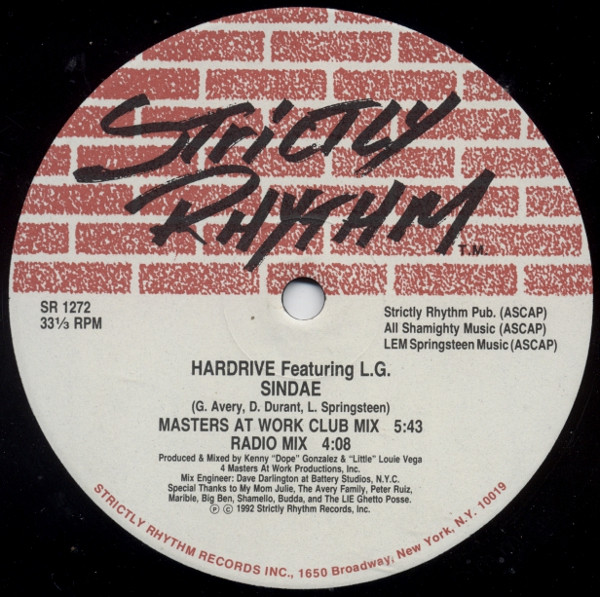 STRICTLY
RHYTHM
T.M.
SR 1272
33⅓ RPM
Strictly Rhythm Pub. (ASCAP)
All Shamighty Music (ASCAP)
LEM Springsteen Music (ASCAP)
HARDRIVE Featuring L.G.
SINDAE
(G. Avery, D. Durant, L. Springsteen)
MASTERS AT WORK CLUB MIX 5:43
RADIO MIX 4:08
Produced & Mixed by Kenny "Dope" Gonzalez & "Little" Louie Vega
4 Masters At Work Productions, Inc.
Mix Engineer: Dave Darlington at Battery Studios, N.Y.C.
Special Thanks to My Mom Julie, The Avery Family, Peter Ruiz,
Marible, Big Ben, Shamello, Budda, and The LIE Ghetto Posse.
℗ © 1992 Strictly Rhythm Records, Inc.
STRICTLY RHYTHM RECORDS INC., 1650 Broadway, New York, N.Y. 10019